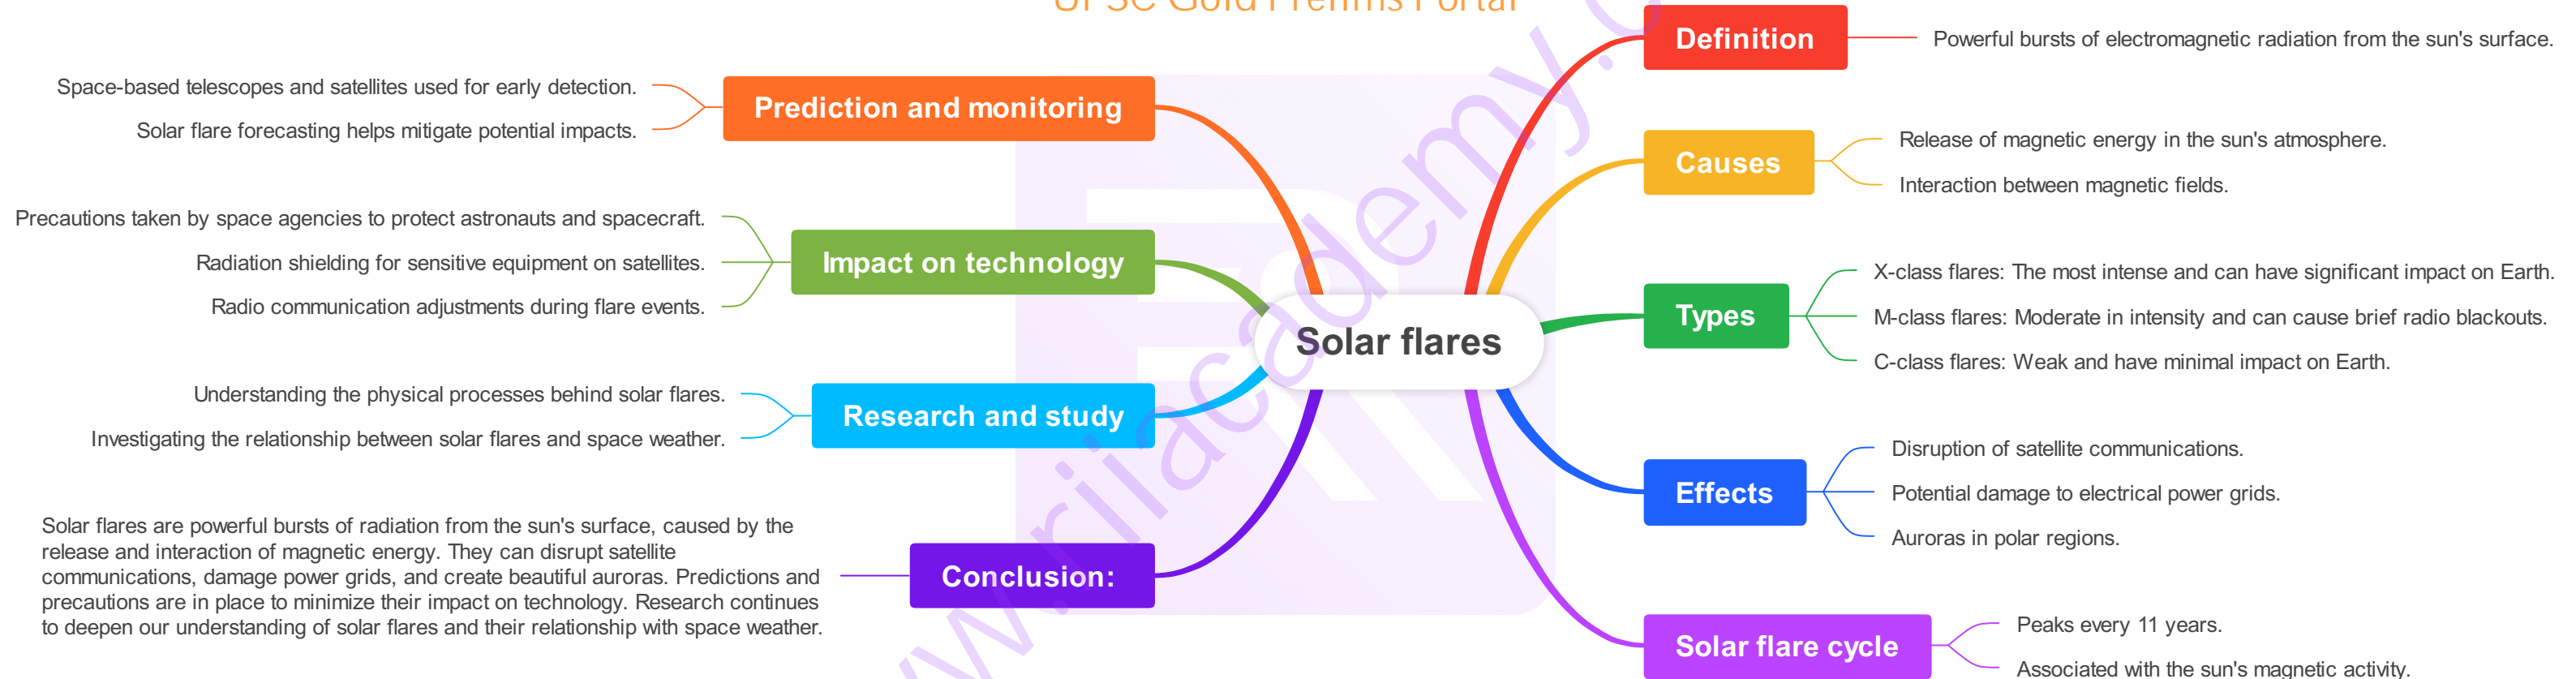 UPSC Gold Prelims Portal
Solar flares
Definition
Powerful bursts of electromagnetic radiation from the sun's surface.
Causes
Release of magnetic energy in the sun's atmosphere.
Interaction between magnetic fields.
Types
X-class flares: The most intense and can have significant impact on Earth.
M-class flares: Moderate in intensity and can cause brief radio blackouts.
C-class flares: Weak and have minimal impact on Earth.
Effects
Disruption of satellite communications.
Potential damage to electrical power grids.
Auroras in polar regions.
Solar flare cycle
Peaks every 11 years.
Associated with the sun's magnetic activity.
Prediction and monitoring
Space-based telescopes and satellites used for early detection.
Solar flare forecasting helps mitigate potential impacts.
Impact on technology
Precautions taken by space agencies to protect astronauts and spacecraft.
Radiation shielding for sensitive equipment on satellites.
Radio communication adjustments during flare events.
Research and study
Understanding the physical processes behind solar flares.
Investigating the relationship between solar flares and space weather.
Conclusion:
Solar flares are powerful bursts of radiation from the sun's surface, caused by the
release and interaction of magnetic energy. They can disrupt satellite
communications, damage power grids, and create beautiful auroras. Predictions and
precautions are in place to minimize their impact on technology. Research continues
to deepen our understanding of solar flares and their relationship with space weather.